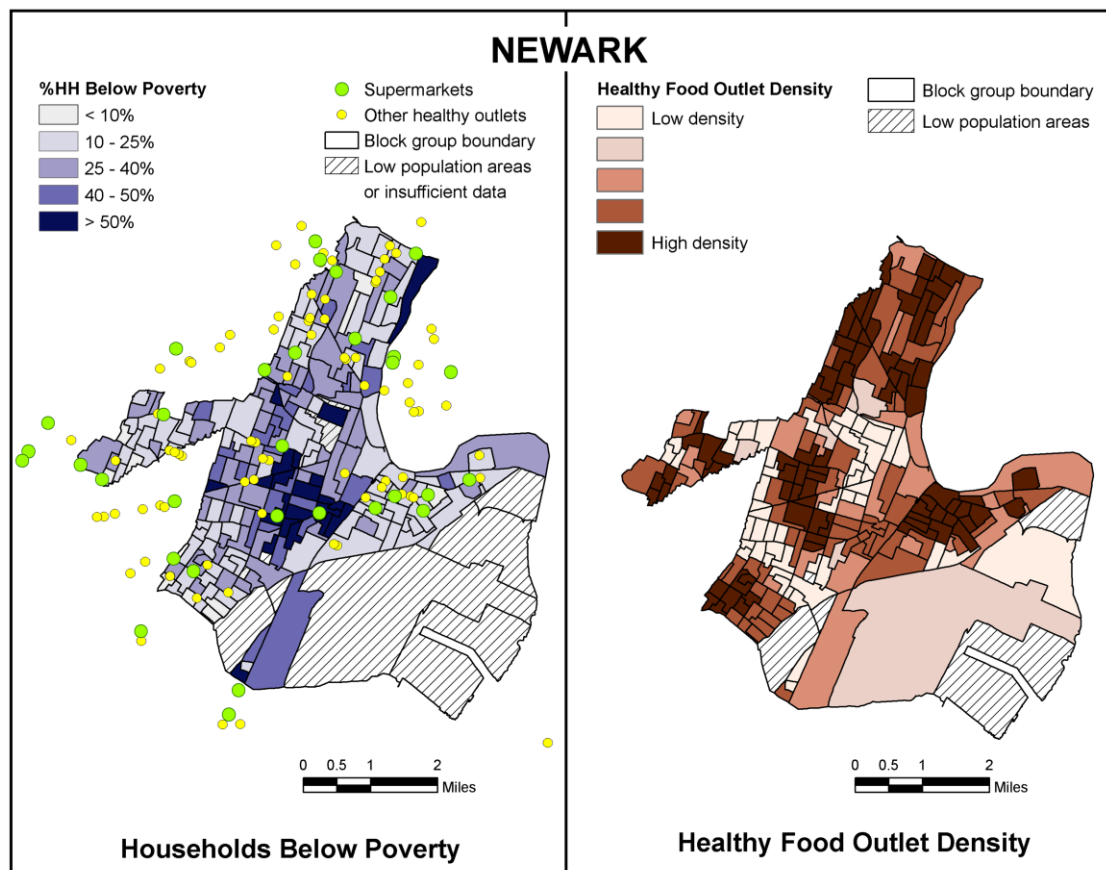 NEWARK
%HH Below Poverty
< 10%
10 - 25%
25 - 40%
40 - 50%
> 50%
Supermarkets
Other healthy outlets
Block group boundary
Low population areas
or insufficient data
0 0.5 1 2
Miles
Households Below Poverty
Healthy Food Outlet Density
Low density
High density
Block group boundary
Low population areas
0 0.5 1 2
Miles
Healthy Food Outlet Density